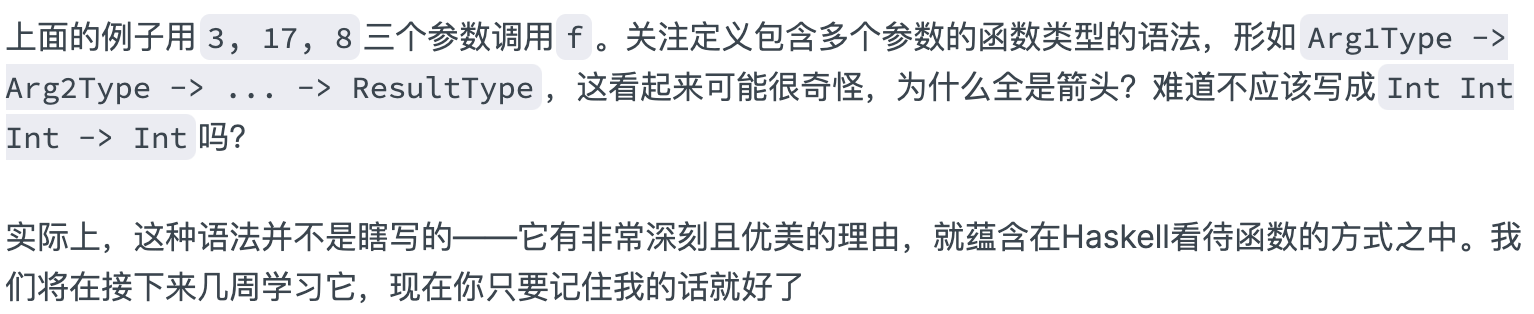 上面的例子用 3, 17, 8 三个参数调用 f 。关注定义包含多个参数的函数类型的语法，形如 Arg1Type ->
Arg2Type -> ... -> ResultType ，这看起来可能很奇怪，为什么全是箭头？难道不应该写成 Int Int
Int -> Int 吗？
实际上，这种语法并不是瞎写的——它有非常深刻且优美的理由，就蕴含在Haskell看待函数的方式之中。我
们将在接下来几周学习它，现在你只要记住我的话就好了